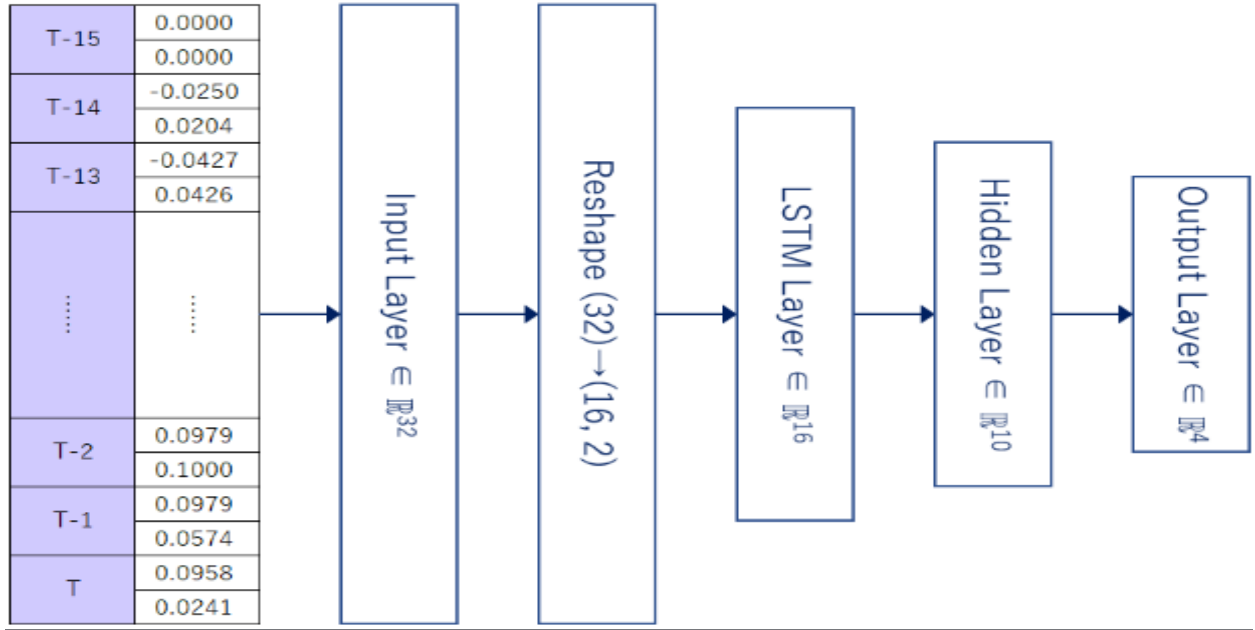 T-15
0.0000
0.0000
T-14
-0.0250
0.0204
T-13
-0.0427
0.0426
......
......
T-2
0.0979
0.1000
T-1
0.0979
0.0574
T
0.0958
0.0241
Input Layer ∈ ℝ³²
Reshape (32)→(16, 2)
LSTM Layer ∈ ℝ¹⁶
Hidden Layer ∈ ℝ¹⁰
Output Layer ∈ ℝ⁴